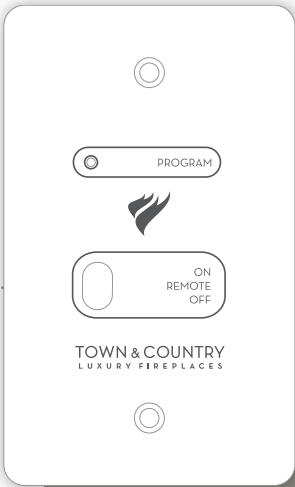 PROGRAM
ON
REMOTE
OFF
TOWN & COUNTRY
LUXURY FIREPLACES